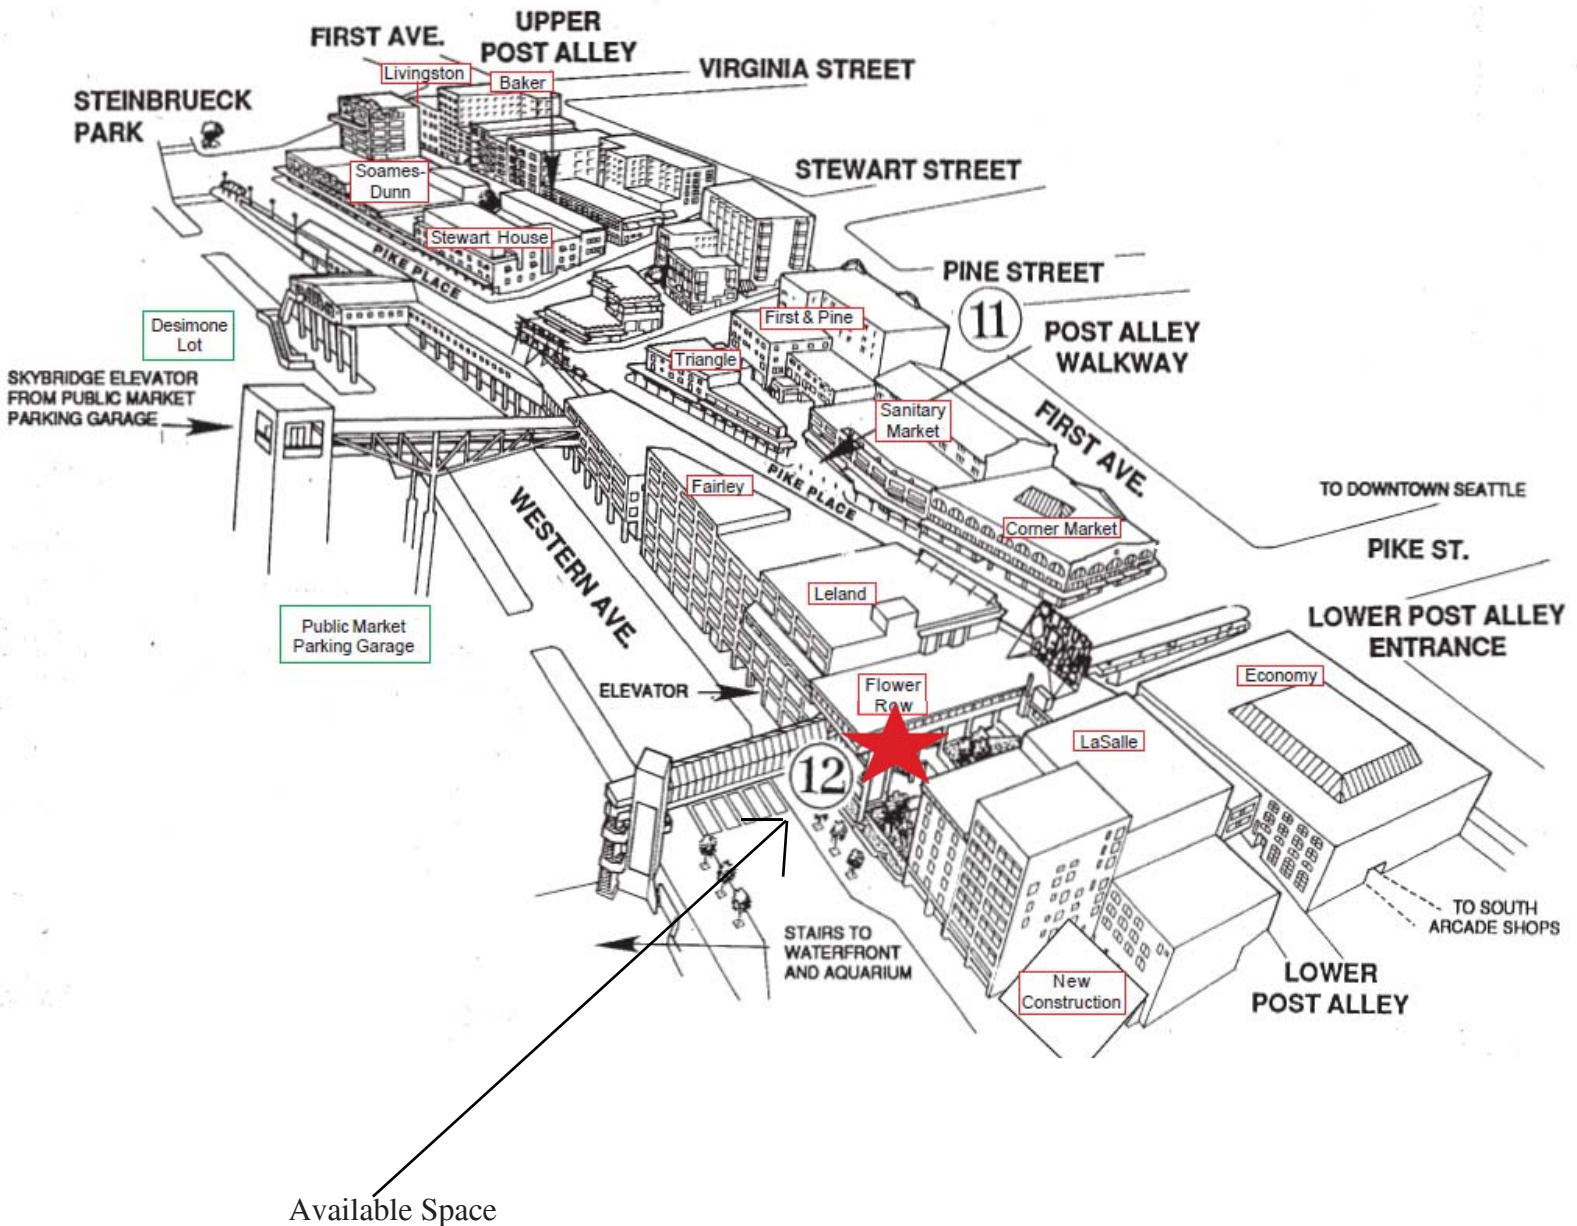 UPPER
POST ALLEY
FIRST AVE.
VIRGINIA STREET
Livingston
Baker
STEINBRUECK
PARK
STEWART STREET
Soames-
Dunn
Stewart House
PIKE PLACE
PINE STREET
11
Desimone
Lot
First & Pine
POST ALLEY
WALKWAY
Triangle
SKYBRIDGE ELEVATOR
FROM PUBLIC MARKET
PARKING GARAGE
Sanitary
Market
FIRST AVE.
PIKE PLACE
Fairley
TO DOWNTOWN SEATTLE
WESTERN AVE.
Corner Market
PIKE ST.
Leland
Public Market
Parking Garage
LOWER POST ALLEY
ENTRANCE
ELEVATOR
Flower
Row
Economy
LaSalle
12
TO SOUTH
ARCADE SHOPS
STAIRS TO
WATERFRONT
AND AQUARIUM
New
Construction
LOWER
POST ALLEY
Available Space